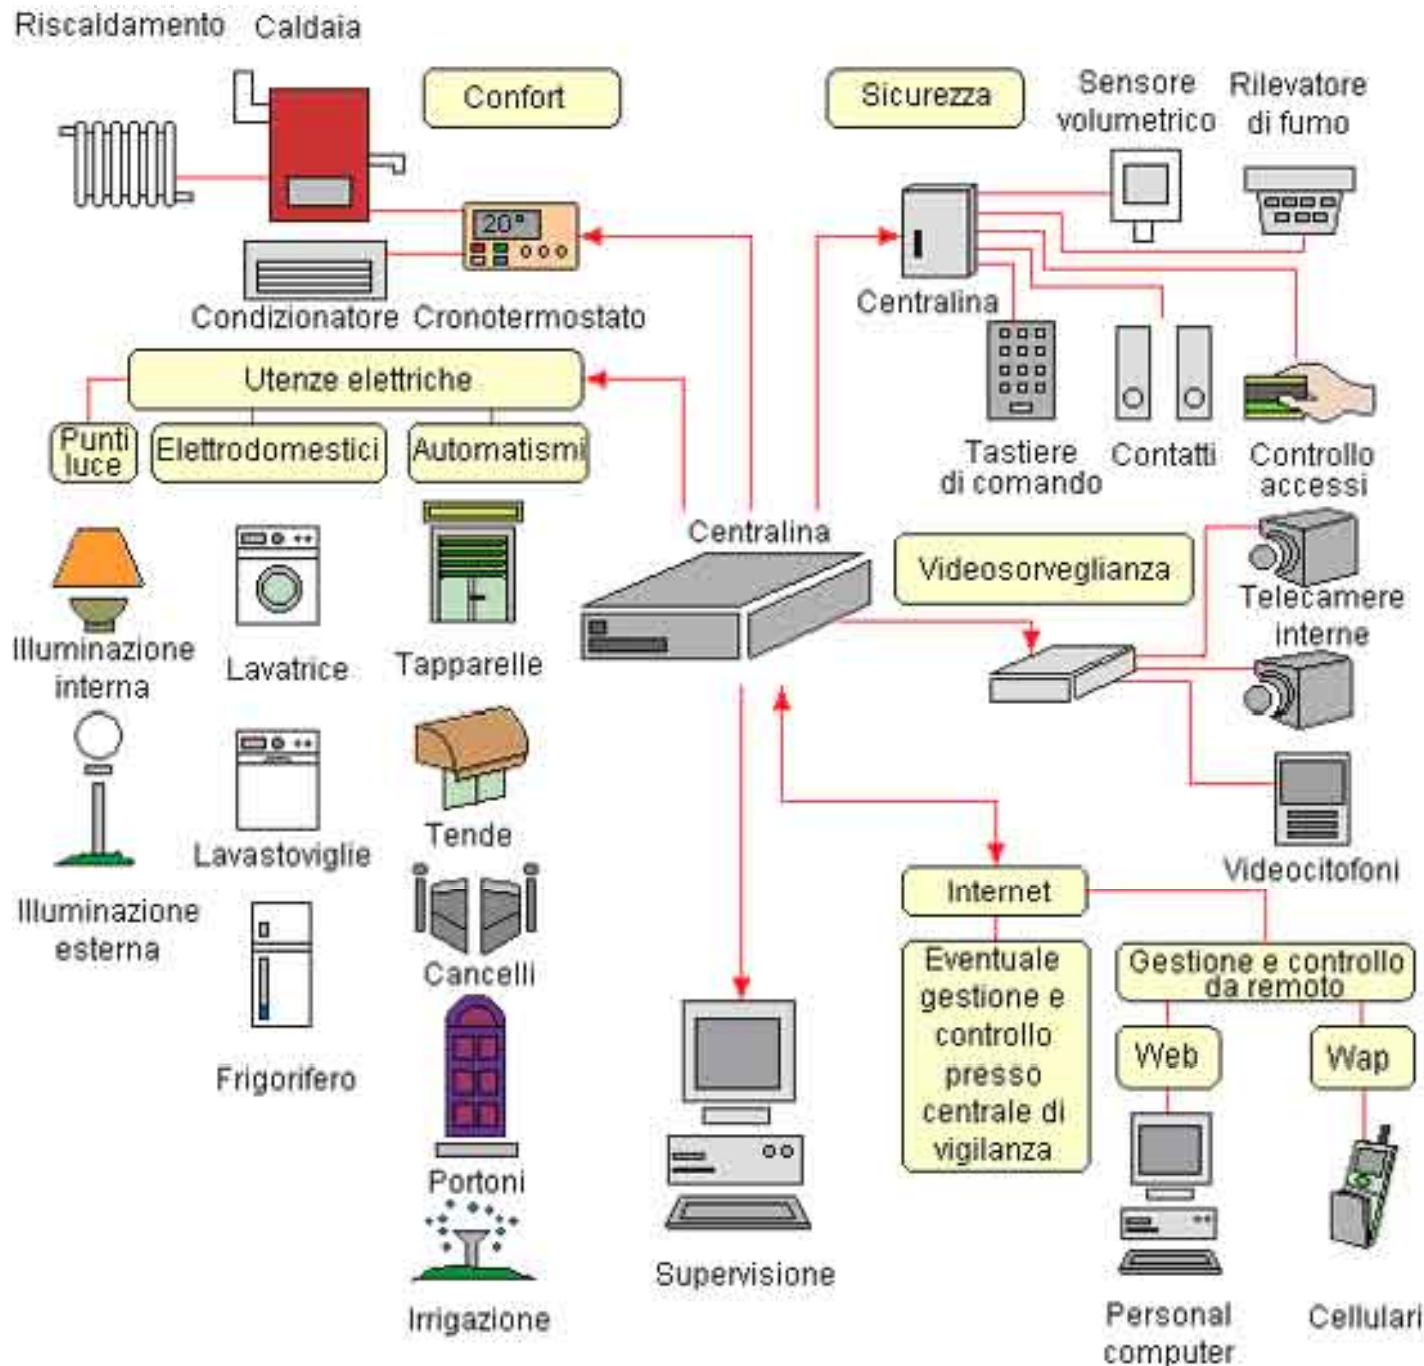 Riscaldamento
Caldaia
Confort
20°
Condizionatore
Cronotermostato
Sicurezza
Sensore
volumetrico
Rilevatore
di fumo
Centralina
Tastiere
di comando
Contatti
Controllo
accessi
Utenze elettriche
Punti
luce
Elettrodomestici
Automatismi
Illuminazione
interna
Illuminazione
esterna
Lavatrice
Lavastoviglie
Frigorifero
Tapparelle
Tende
Cancelli
Portoni
Irrigazione
Centralina
Videosorveglianza
Telecamere
interne
Videocitofoni
Supervisione
Internet
Eventuale
gestione e
controllo
presso
centrale di
vigilanza
Gestione e controllo
da remoto
Web
Wap
Personal
computer
Cellulari